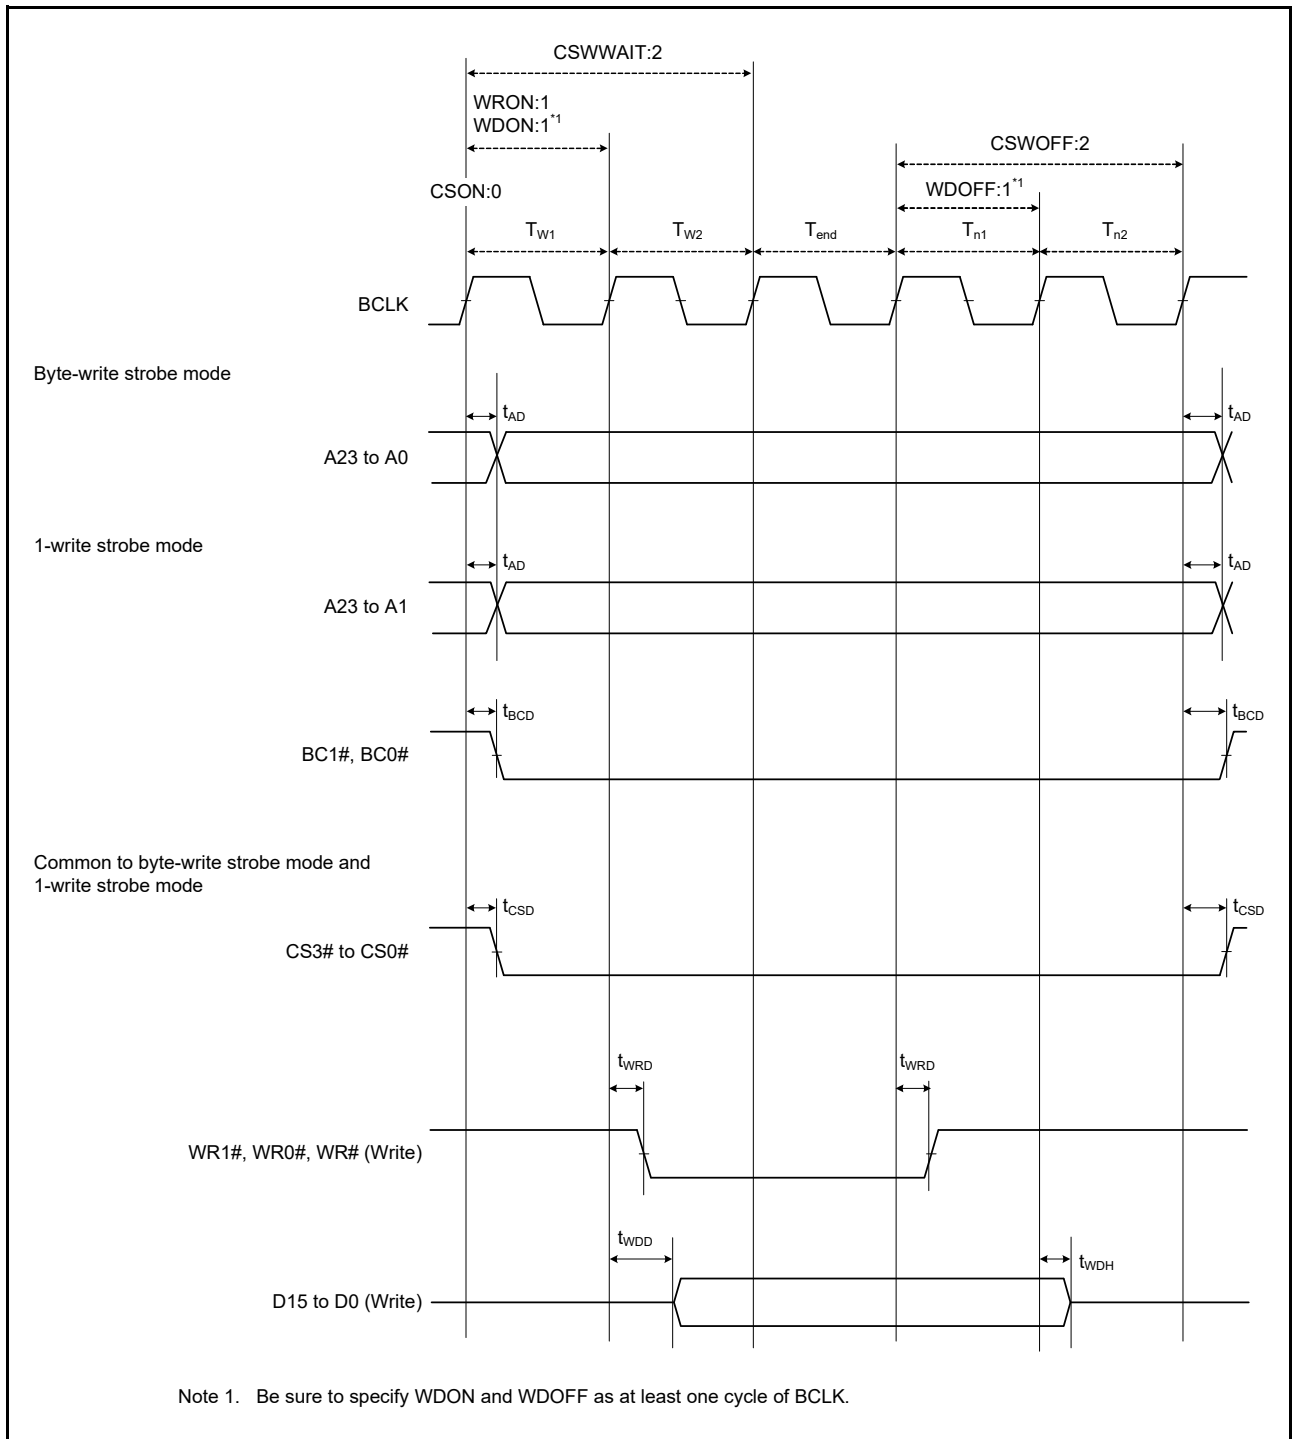 CSWWAIT:2
WRON:1
WDON:1*1
CSWOFF:2
CSON:0
WDOFF:1*1
TW1 TW2 Tend Tn1 Tn2
BCLK
Byte-write strobe mode
tAD tAD
A23 to A0
1-write strobe mode
tAD tAD
A23 to A1
tBCD tBCD
BC1#, BC0#
Common to byte-write strobe mode and
1-write strobe mode
tCSD tCSD
CS3# to CS0#
tWRD tWRD
WR1#, WR0#, WR# (Write)
tWDD tWDH
D15 to D0 (Write)
Note 1. Be sure to specify WDON and WDOFF as at least one cycle of BCLK.